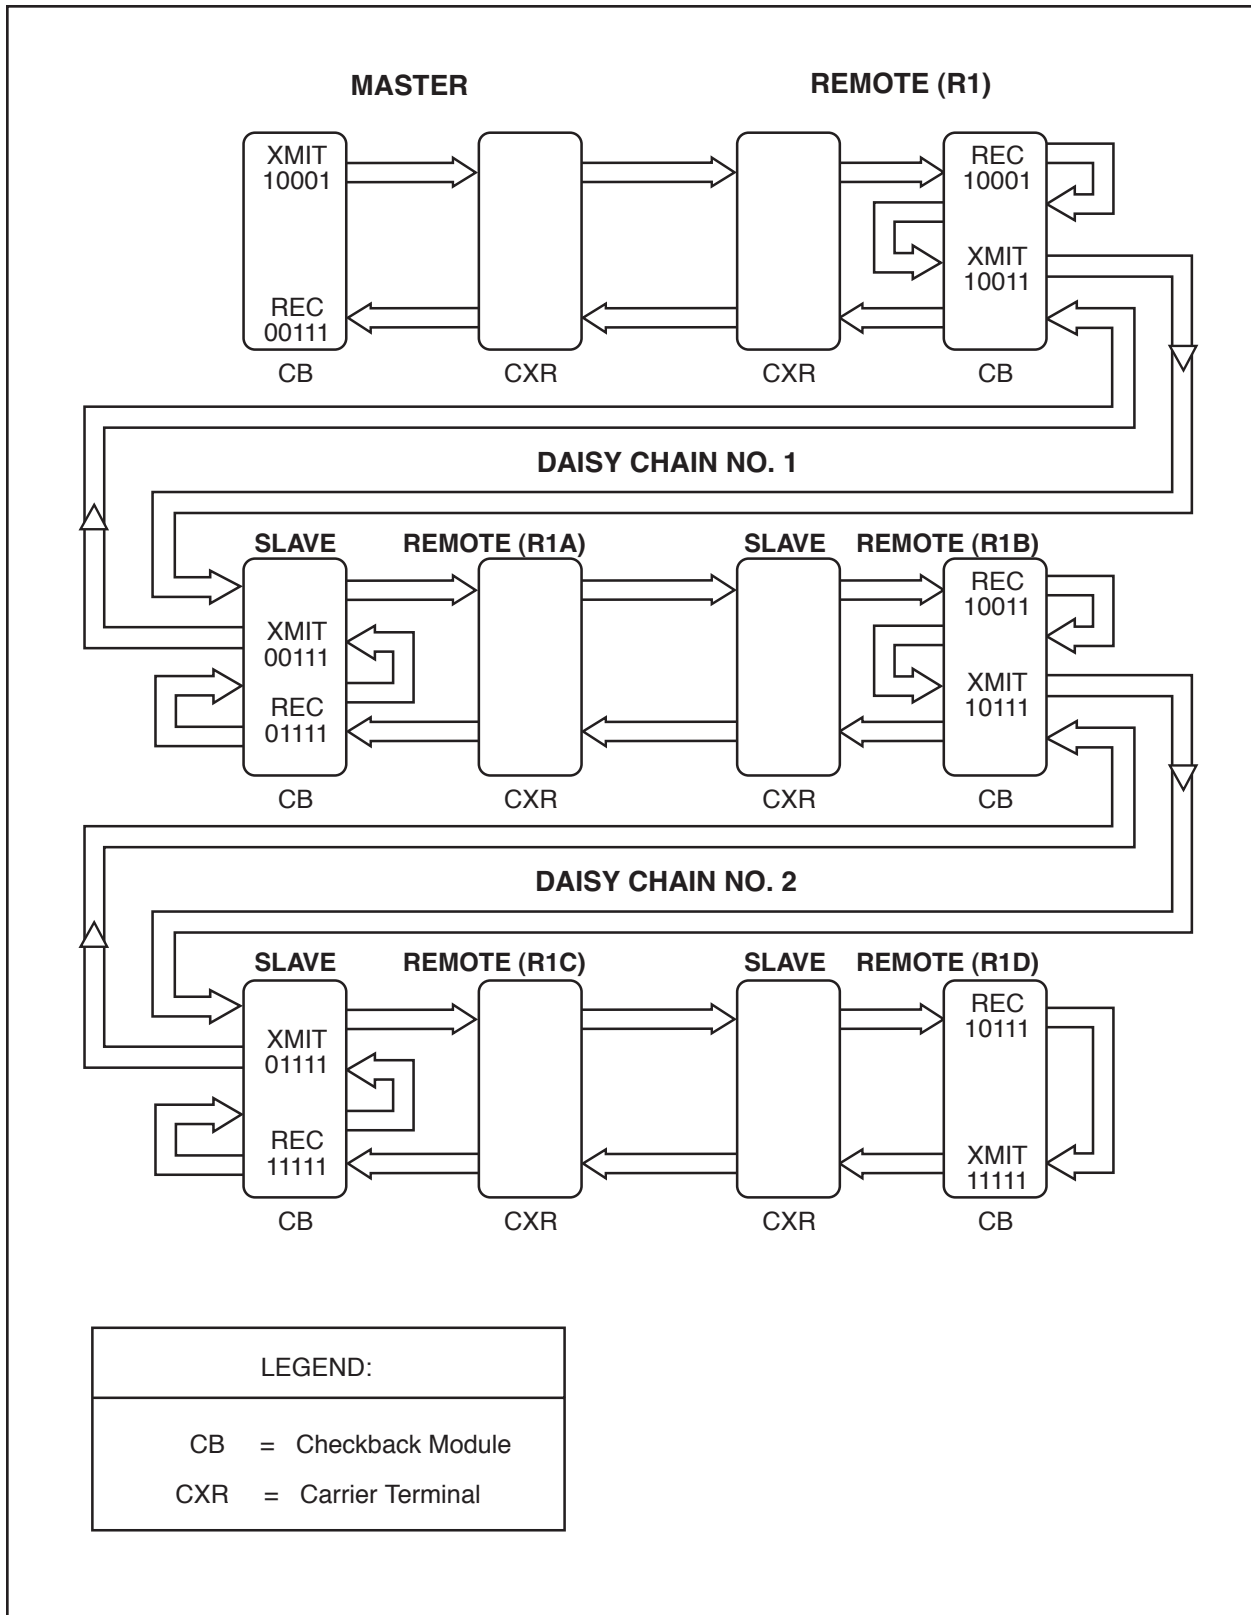 MASTER REMOTE (R1)
XMIT
10001
REC
00111
REC
10001
XMIT
10011
CB CXR CXR CB
DAISY CHAIN NO. 1
SLAVE REMOTE (R1A) SLAVE REMOTE (R1B)
XMIT
00111
REC
01111
REC
10011
XMIT
10111
CB CXR CXR CB
DAISY CHAIN NO. 2
SLAVE REMOTE (R1C) SLAVE REMOTE (R1D)
XMIT
01111
REC
11111
REC
10111
XMIT
11111
CB CXR CXR CB
LEGEND:
CB = Checkback Module
CXR = Carrier Terminal